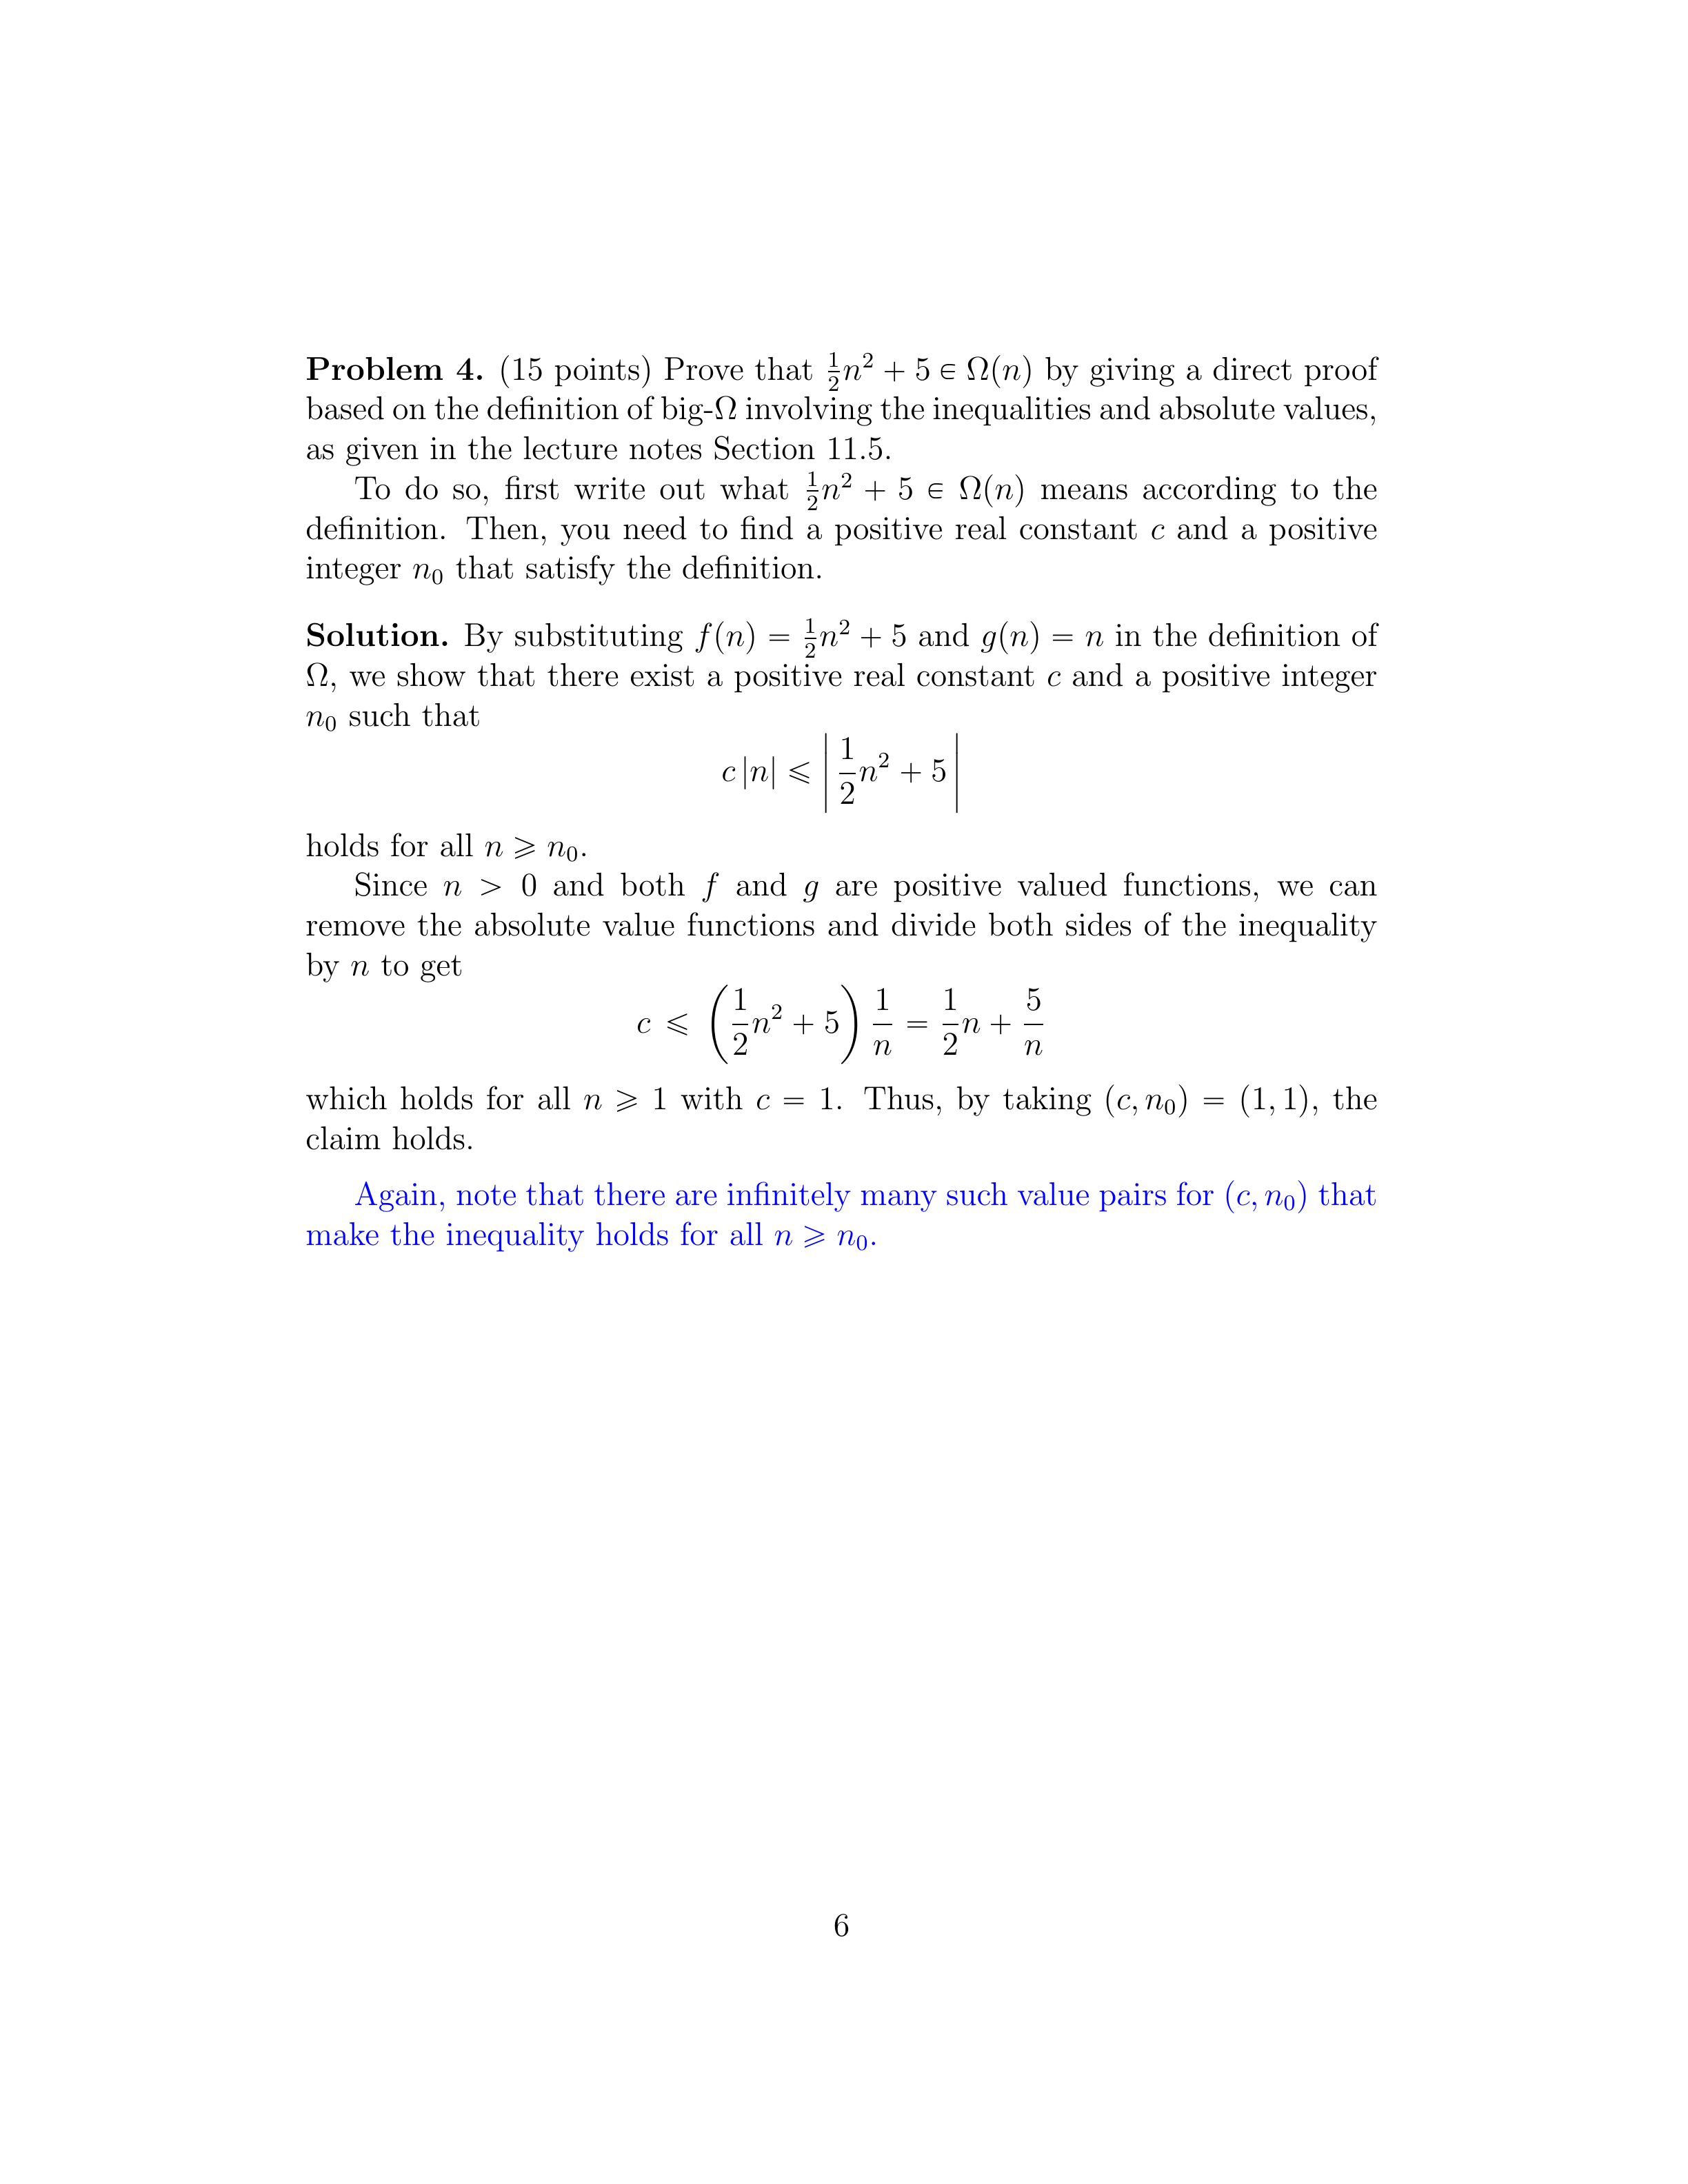 Problem 4. (15 points) Prove that $\frac{1}{2}n^2 + 5 \in \Omega(n)$ by giving a direct proof
based on the definition of big-Ω involving the inequalities and absolute values,
as given in the lecture notes Section 11.5.
To do so, first write out what $\frac{1}{2}n^2 + 5 \in \Omega(n)$ means according to the
definition. Then, you need to find a positive real constant $c$ and a positive
integer $n_0$ that satisfy the definition.
Solution. By substituting $f(n) = \frac{1}{2}n^2 + 5$ and $g(n) = n$ in the definition of
Ω, we show that there exist a positive real constant $c$ and a positive integer
$n_0$ such that
$c\,|n| \leqslant \left|\frac{1}{2}n^2 + 5\right|$
holds for all $n \geqslant n_0$.
Since $n > 0$ and both $f$ and $g$ are positive valued functions, we can
remove the absolute value functions and divide both sides of the inequality
by $n$ to get
$c \leqslant \left(\frac{1}{2}n^2 + 5\right)\frac{1}{n} = \frac{1}{2}n + \frac{5}{n}$
which holds for all $n \geqslant 1$ with $c = 1$. Thus, by taking $(c, n_0) = (1, 1)$, the
claim holds.
Again, note that there are infinitely many such value pairs for $(c, n_0)$ that
make the inequality holds for all $n \geqslant n_0$.
6